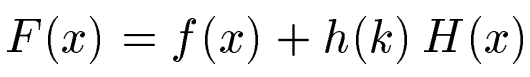 F(x) = f(x) + h(k) H(x)